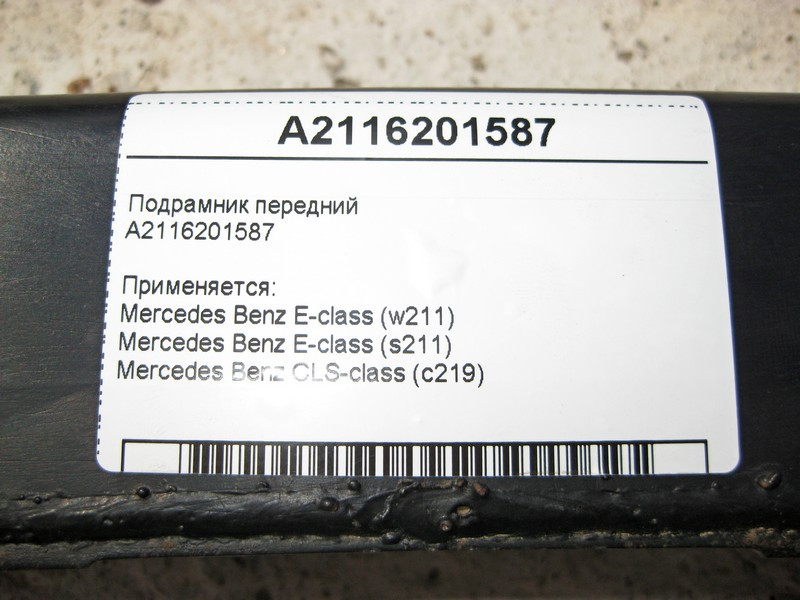 A2116201587
Подрамник передний
A2116201587
Применяется:
Mercedes Benz E-class (w211)
Mercedes Benz E-class (s211)
Mercedes Benz CLS-class (c219)